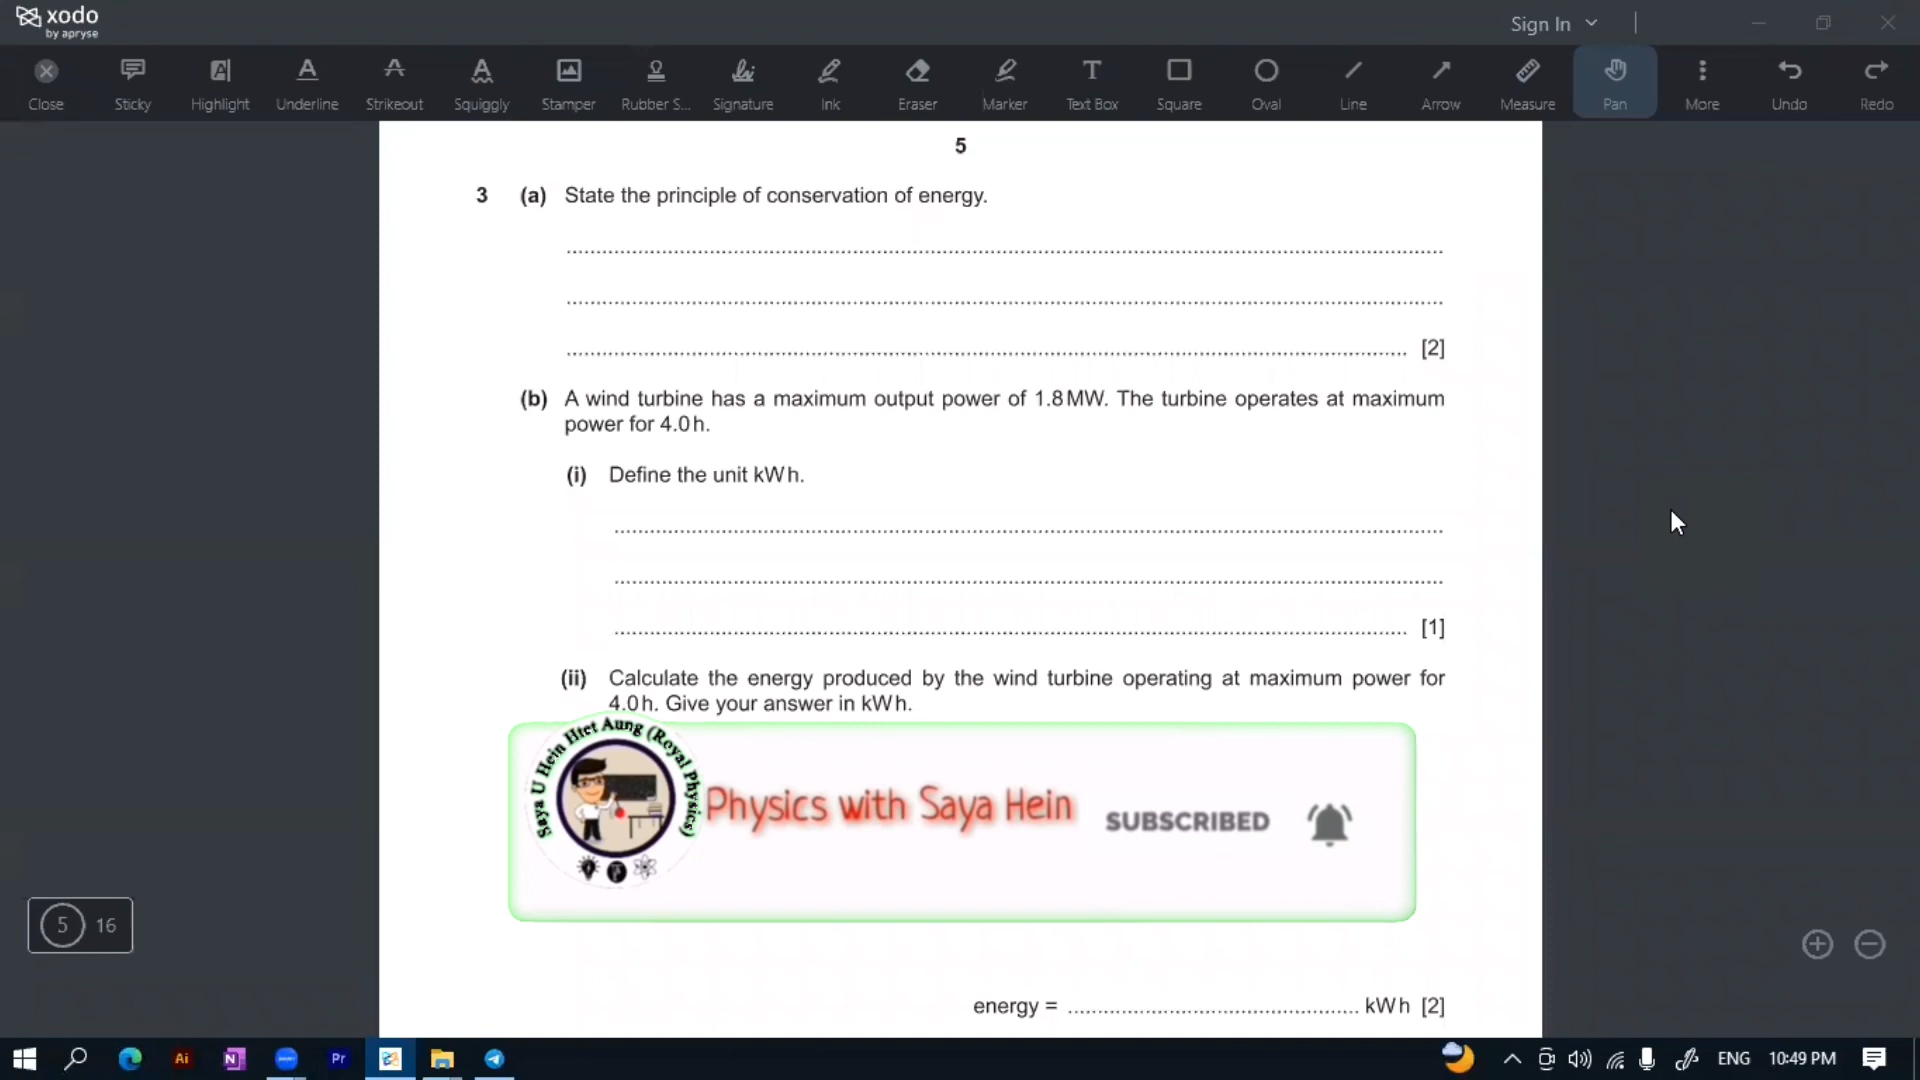 xodo
by apryse
Sign In
Close
Sticky
Highlight
Underline
Strikeout
Squiggly
Stamper
Rubber S...
Signature
Ink
Eraser
Marker
Text Box
Square
Oval
Line
Arrow
Measure
Pan
More
Undo
Redo
5
3 (a) State the principle of conservation of energy.
[2]
(b) A wind turbine has a maximum output power of 1.8 MW. The turbine operates at maximum
power for 4.0 h.
(i) Define the unit kW h.
[1]
(ii) Calculate the energy produced by the wind turbine operating at maximum power for
4.0 h. Give your answer in kW h.
Saya U Hein Htet Aung (Royal Physics)
Physics with Saya Hein
SUBSCRIBED
5 16
energy = ................................................ kW h [2]
Ai
N
zoom
Pr
ENG
10:49 PM